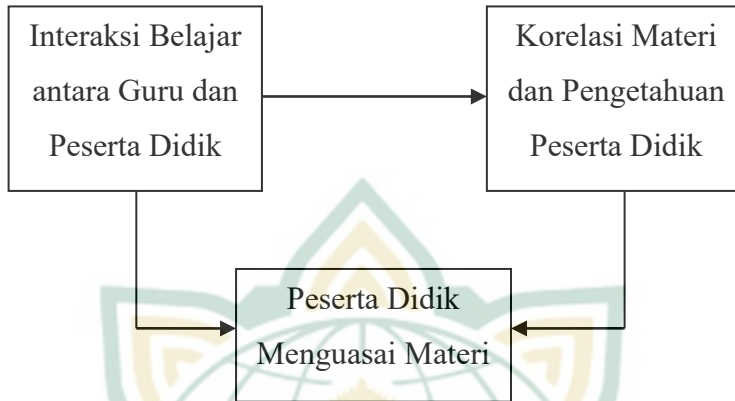 Interaksi Belajar
antara Guru dan
Peserta Didik
Korelasi Materi
dan Pengetahuan
Peserta Didik
Peserta Didik
Menguasai Materi